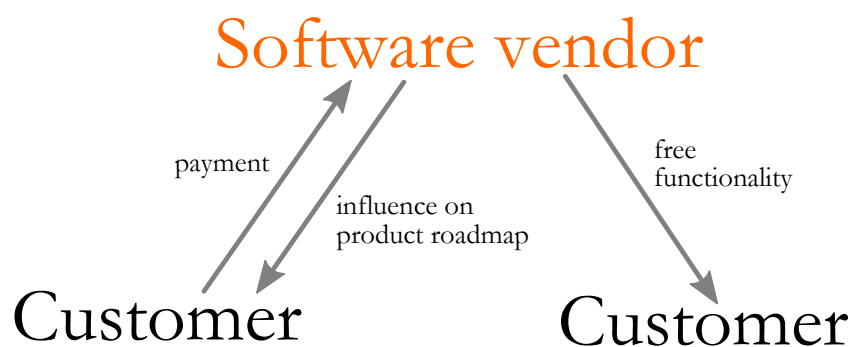 Software vendor
payment
free
functionality
influence on
product roadmap
Customer
Customer